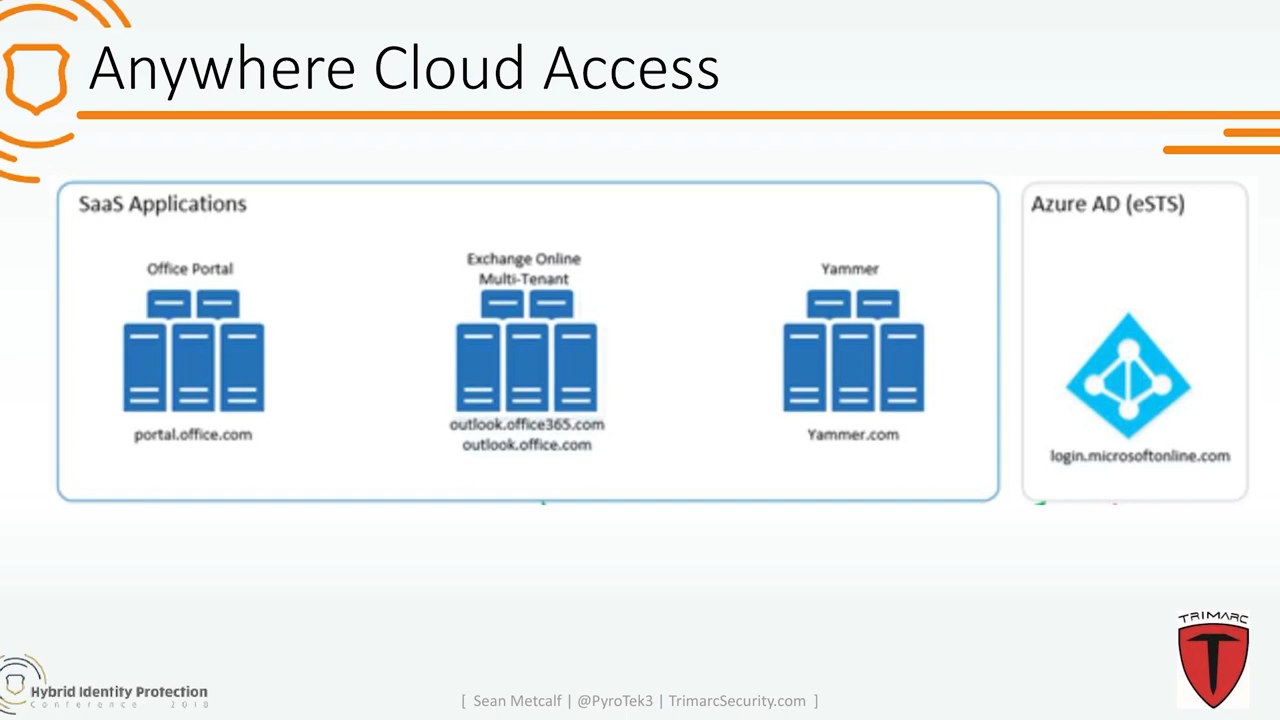 Anywhere Cloud Access
SaaS Applications
Azure AD (eSTS)
Office Portal
Exchange Online
Multi-Tenant
Yammer
portal.office.com
outlook.office365.com
outlook.office.com
Yammer.com
login.microsoftonline.com
TRIMARC
T
Hybrid Identity Protection
Conference 2018
[ Sean Metcalf | @PyroTek3 | TrimarcSecurity.com ]